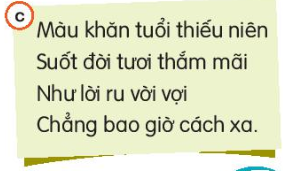 c
Màu khăn tuổi thiếu niên
Suốt đời tươi thắm mãi
Như lời ru vời vợi
Chẳng bao giờ cách xa.